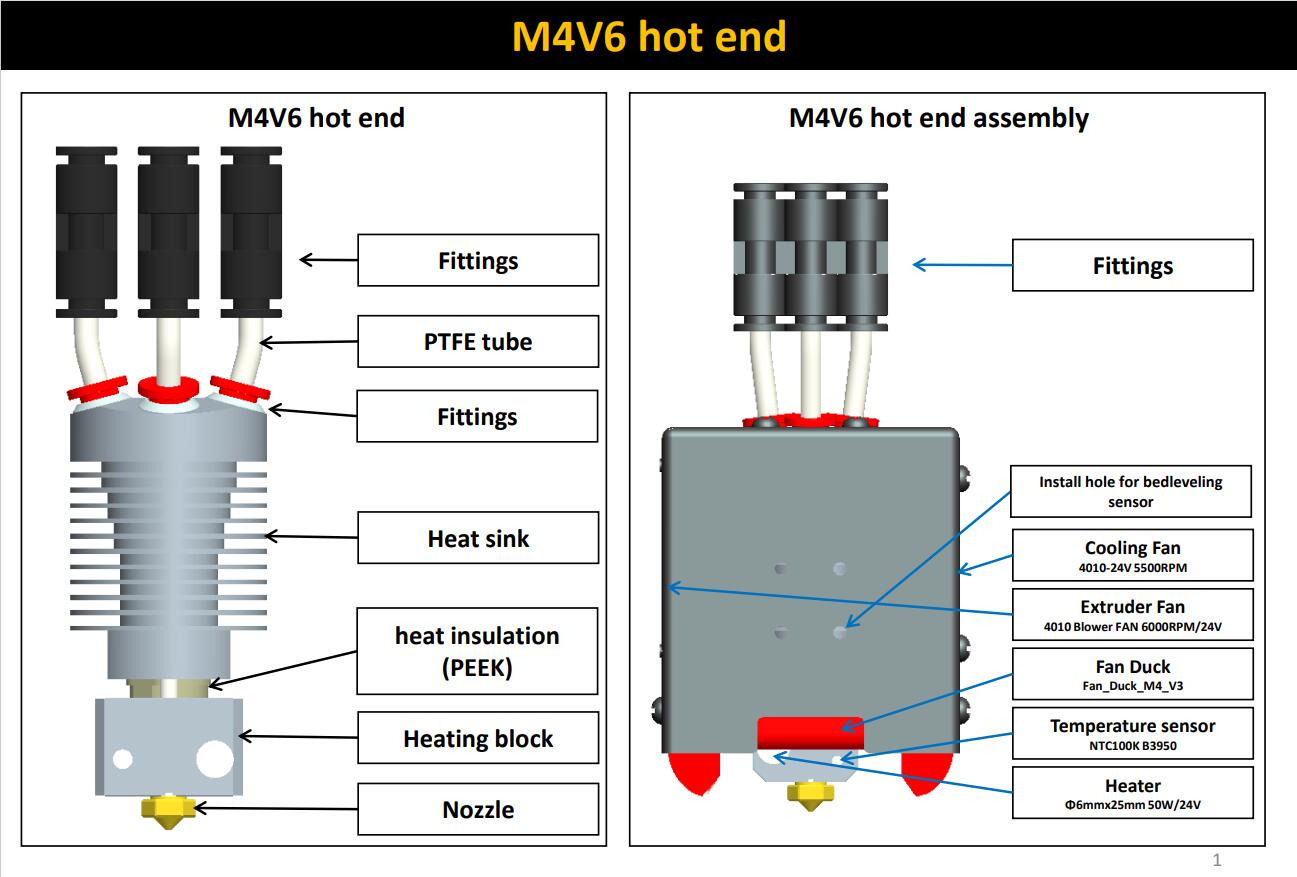 M4V6 hot end
M4V6 hot end
Fittings
PTFE tube
Fittings
Heat sink
heat insulation
(PEEK)
Heating block
Nozzle
M4V6 hot end assembly
Fittings
Install hole for bedleveling
sensor
Cooling Fan
4010-24V 5500RPM
Extruder Fan
4010 Blower FAN 6000RPM/24V
Fan Duck
Fan_Duck_M4_V3
Temperature sensor
NTC100K B3950
Heater
Φ6mmx25mm 50W/24V
1